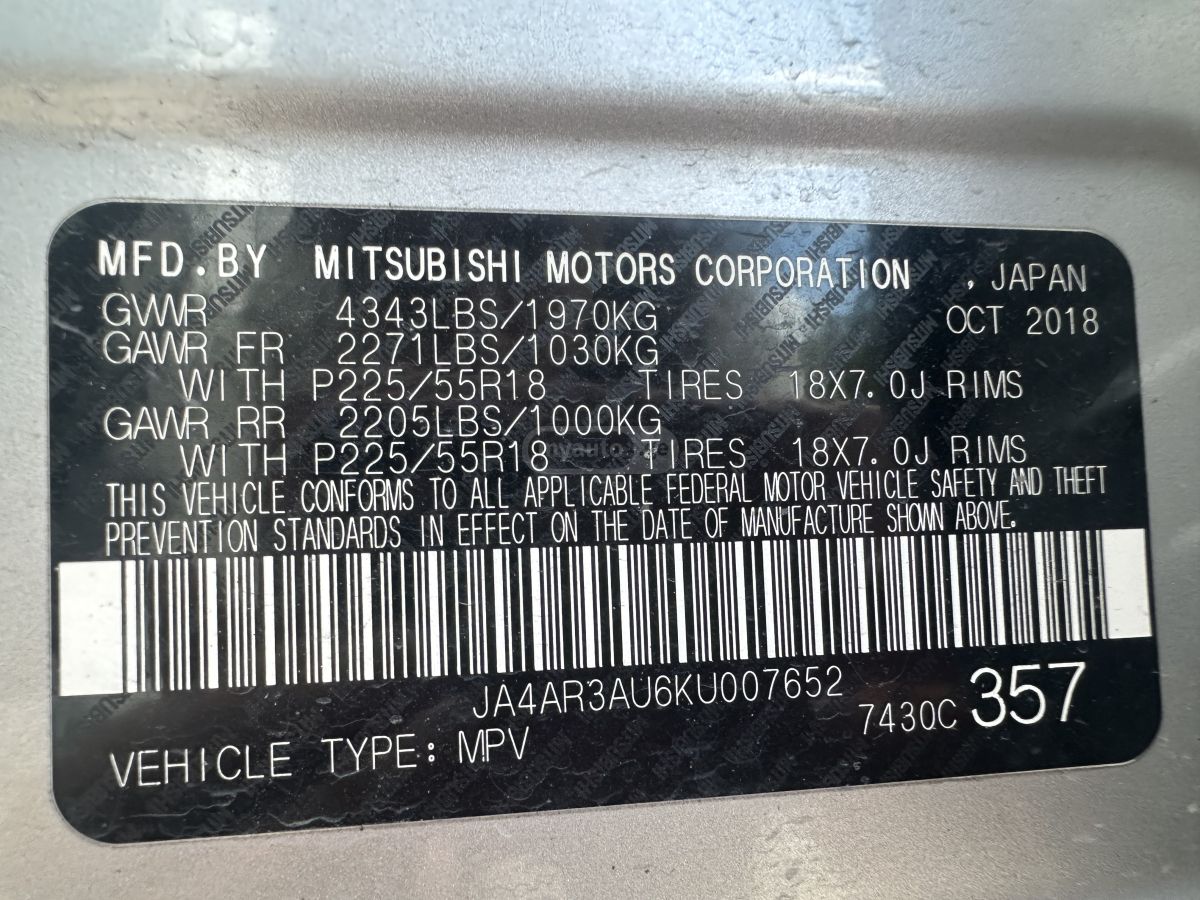 MFD.BY MITSUBISHI MOTORS CORPORATION , JAPAN
GVWR 4343LBS/1970KG OCT 2018
GAWR FR 2271LBS/1030KG
WITH P225/55R18 TIRES 18X7.0J RIMS
GAWR RR 2205LBS/1000KG
WITH P225/55R18 TIRES 18X7.0J RIMS
THIS VEHICLE CONFORMS TO ALL APPLICABLE FEDERAL MOTOR VEHICLE SAFETY AND THEFT
PREVENTION STANDARDS IN EFFECT ON THE DATE OF MANUFACTURE SHOWN ABOVE.
JA4AR3AU6KU007652
7430C 357
VEHICLE TYPE: MPV